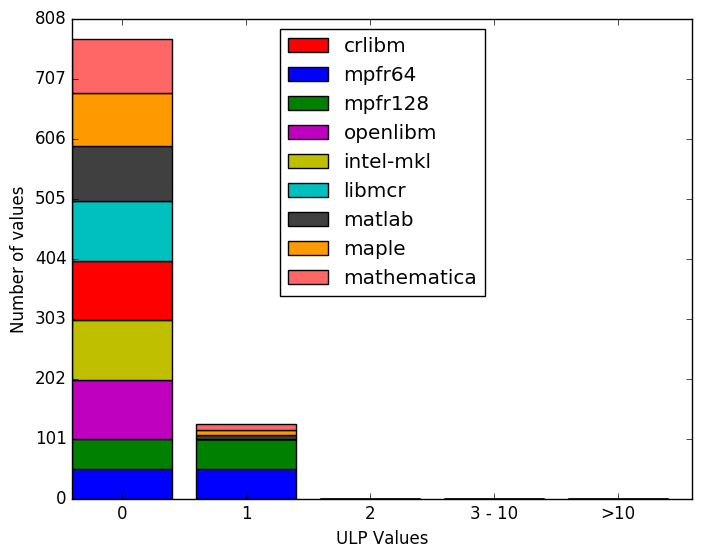 808
707
606
505
404
303
202
101
0
Number of values
crlibm
mpfr64
mpfr128
openlibm
intel-mkl
libmcr
matlab
maple
mathematica
0 1 2 3 - 10 >10
ULP Values